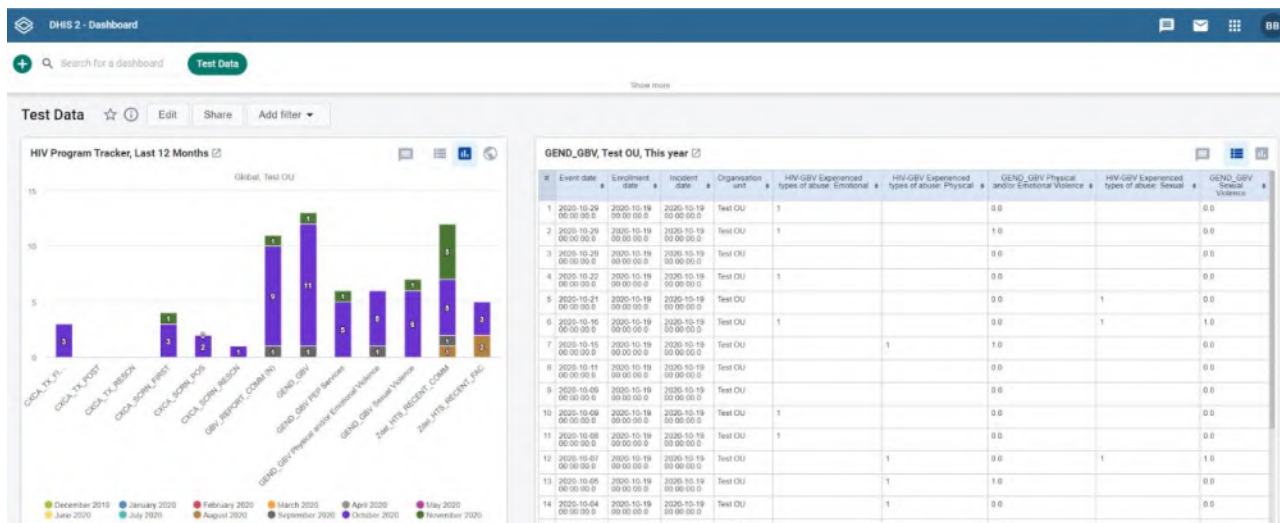 DHIS 2 - Dashboard
BB
Search for a dashboard
Test Data
Show more
Test Data
Edit
Share
Add filter
HIV Program Tracker, Last 12 Months
Global, Test OU
15
10
5
0
3
1
3
2
1
1
9
1
1
11
1
1
5
1
1
6
1
3
2
CXCA_TX_FI...
CXCA_TX_POST
CXCA_TX_RESCN
CXCA_SCRN_FIRST
CXCA_SCRN_POS
CXCA_SCRN_RESCN
GBV_REPORT_COMM (N)
GEND_GBV
GEND_GBV PEP Services
GEND_GBV Physical and/or Emotional Violence
GEND_GBV Sexual Violence
HTS_RECENT_COMM
HTS_RECENT_FAC
December 2019 January 2020 February 2020 March 2020 April 2020 May 2020
June 2020 July 2020 August 2020 September 2020 October 2020 November 2020
GEND_GBV, Test OU, This year
# Event date Enrollment date Incident date Organisation unit HIV-GBV Experienced types of abuse: Emotional HIV-GBV Experienced types of abuse: Physical GEND_GBV Physical and/or Emotional Violence HIV-GBV Experienced types of abuse: Sexual GEND_GBV Sexual Violence
1 2020-10-29 00:00:00.0 2020-10-19 00:00:00.0 2020-10-19 00:00:00.0 Test OU 1 0.0 0.0
2 2020-10-29 00:00:00.0 2020-10-19 00:00:00.0 2020-10-19 00:00:00.0 Test OU 1 1.0 0.0
3 2020-10-29 00:00:00.0 2020-10-19 00:00:00.0 2020-10-19 00:00:00.0 Test OU 0.0 0.0
4 2020-10-22 00:00:00.0 2020-10-19 00:00:00.0 2020-10-19 00:00:00.0 Test OU 1 0.0 0.0
5 2020-10-21 00:00:00.0 2020-10-19 00:00:00.0 2020-10-19 00:00:00.0 Test OU 0.0 1 0.0
6 2020-10-16 00:00:00.0 2020-10-19 00:00:00.0 2020-10-19 00:00:00.0 Test OU 1 0.0 1 1.0
7 2020-10-15 00:00:00.0 2020-10-19 00:00:00.0 2020-10-19 00:00:00.0 Test OU 1 1.0 0.0
8 2020-10-11 00:00:00.0 2020-10-19 00:00:00.0 2020-10-19 00:00:00.0 Test OU 0.0 0.0
9 2020-10-09 00:00:00.0 2020-10-19 00:00:00.0 2020-10-19 00:00:00.0 Test OU 0.0 0.0
10 2020-10-09 00:00:00.0 2020-10-19 00:00:00.0 2020-10-19 00:00:00.0 Test OU 1 0.0 0.0
11 2020-10-08 00:00:00.0 2020-10-19 00:00:00.0 2020-10-19 00:00:00.0 Test OU 1 0.0 0.0
12 2020-10-07 00:00:00.0 2020-10-19 00:00:00.0 2020-10-19 00:00:00.0 Test OU 1 0.0 1 1.0
13 2020-10-05 00:00:00.0 2020-10-19 00:00:00.0 2020-10-19 00:00:00.0 Test OU 1 1.0 0.0
14 2020-10-04 00:00:00.0 2020-10-19 00:00:00.0 2020-10-19 00:00:00.0 Test OU 1 0.0 0.0